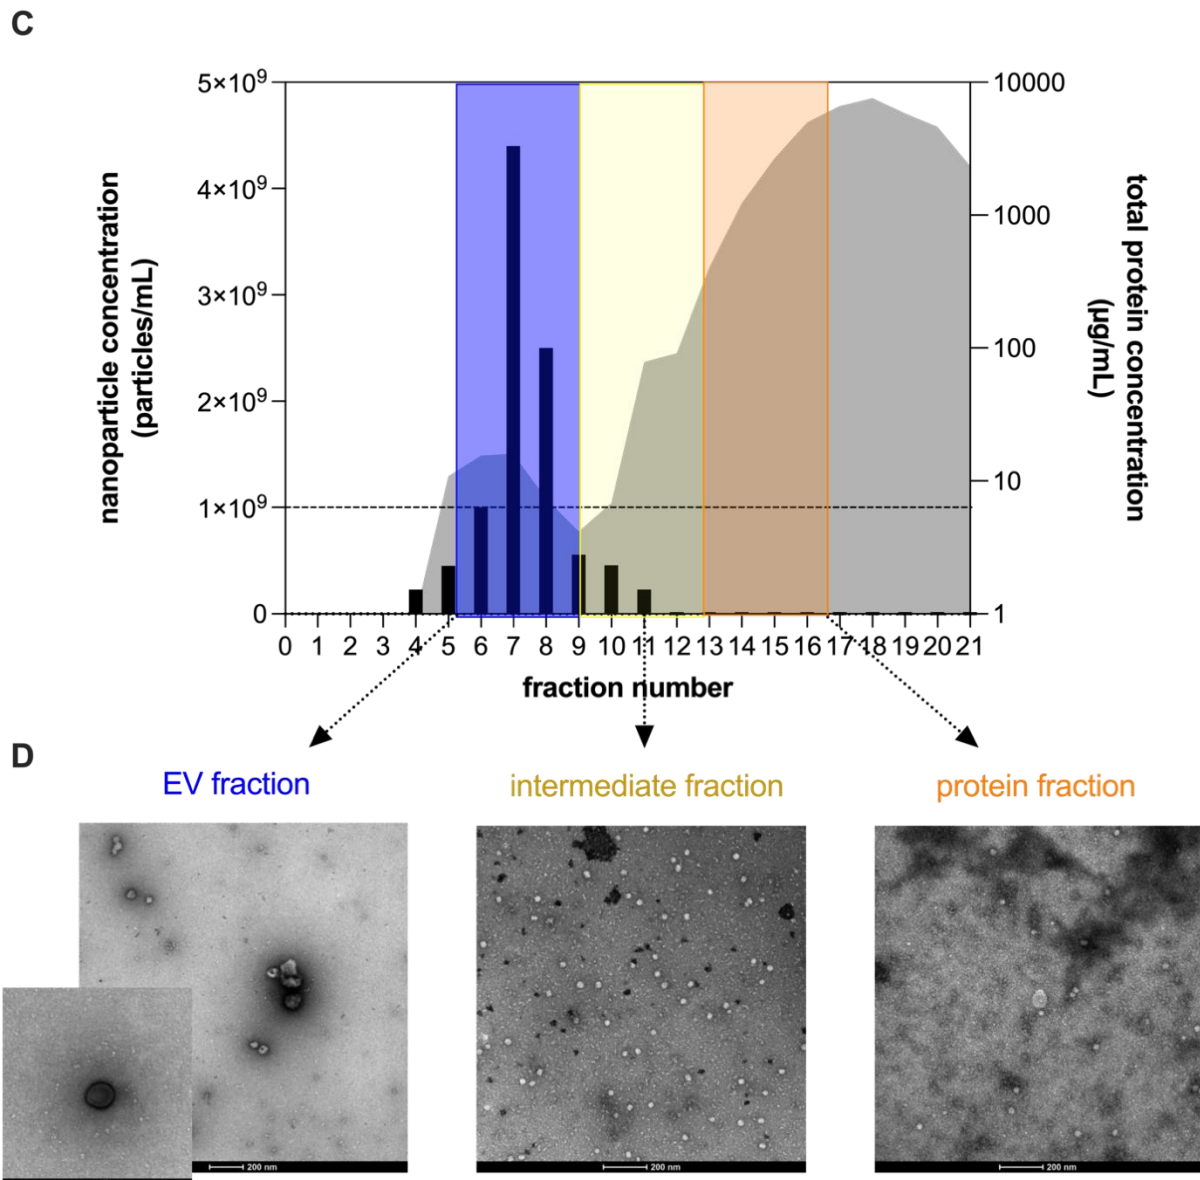 C
5×10⁹
4×10⁹
3×10⁹
2×10⁹
1×10⁹
0
nanoparticle concentration
(particles/mL)
10000
1000
100
10
1
total protein concentration
(µg/mL)
0 1 2 3 4 5 6 7 8 9 10 11 12 13 14 15 16 17 18 19 20 21
fraction number
D
EV fraction
intermediate fraction
protein fraction
200 nm
200 nm
200 nm